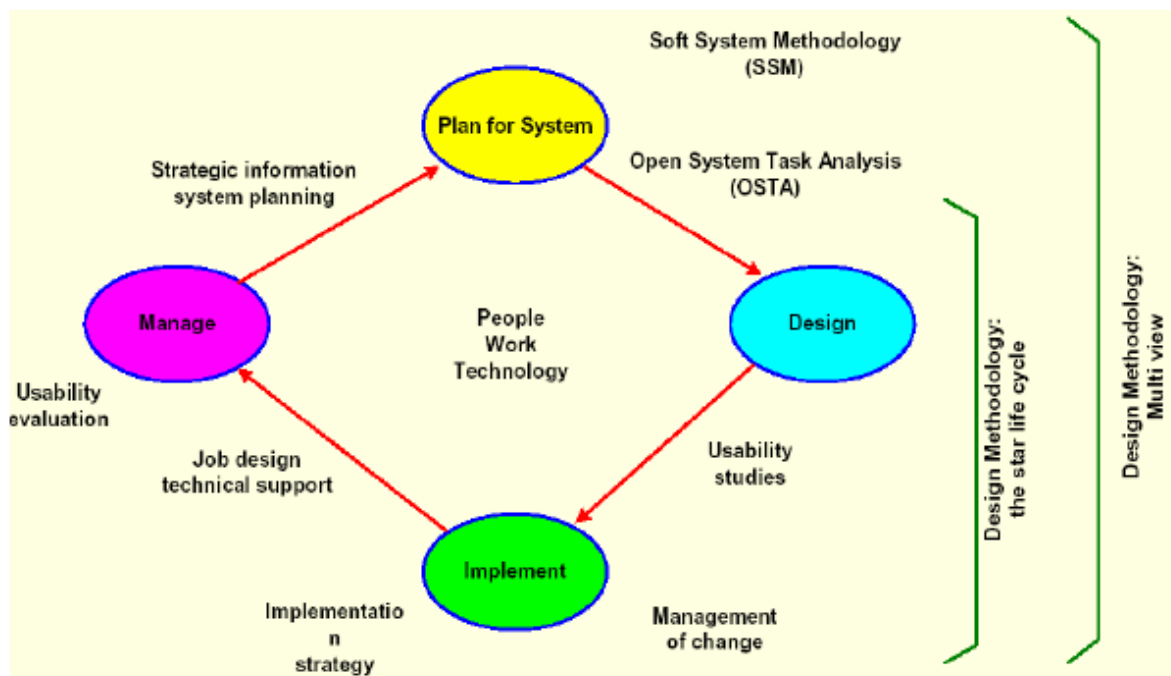 Soft System Methodology
(SSM)
Plan for System
Strategic information
system planning
Open System Task Analysis
(OSTA)
Manage
People
Work
Technology
Design
Usability
evaluation
Job design
technical support
Usability
studies
Implement
Implementatio
n
strategy
Management
of change
Design Methodology:
the star life cycle
Design Methodology:
Multi view